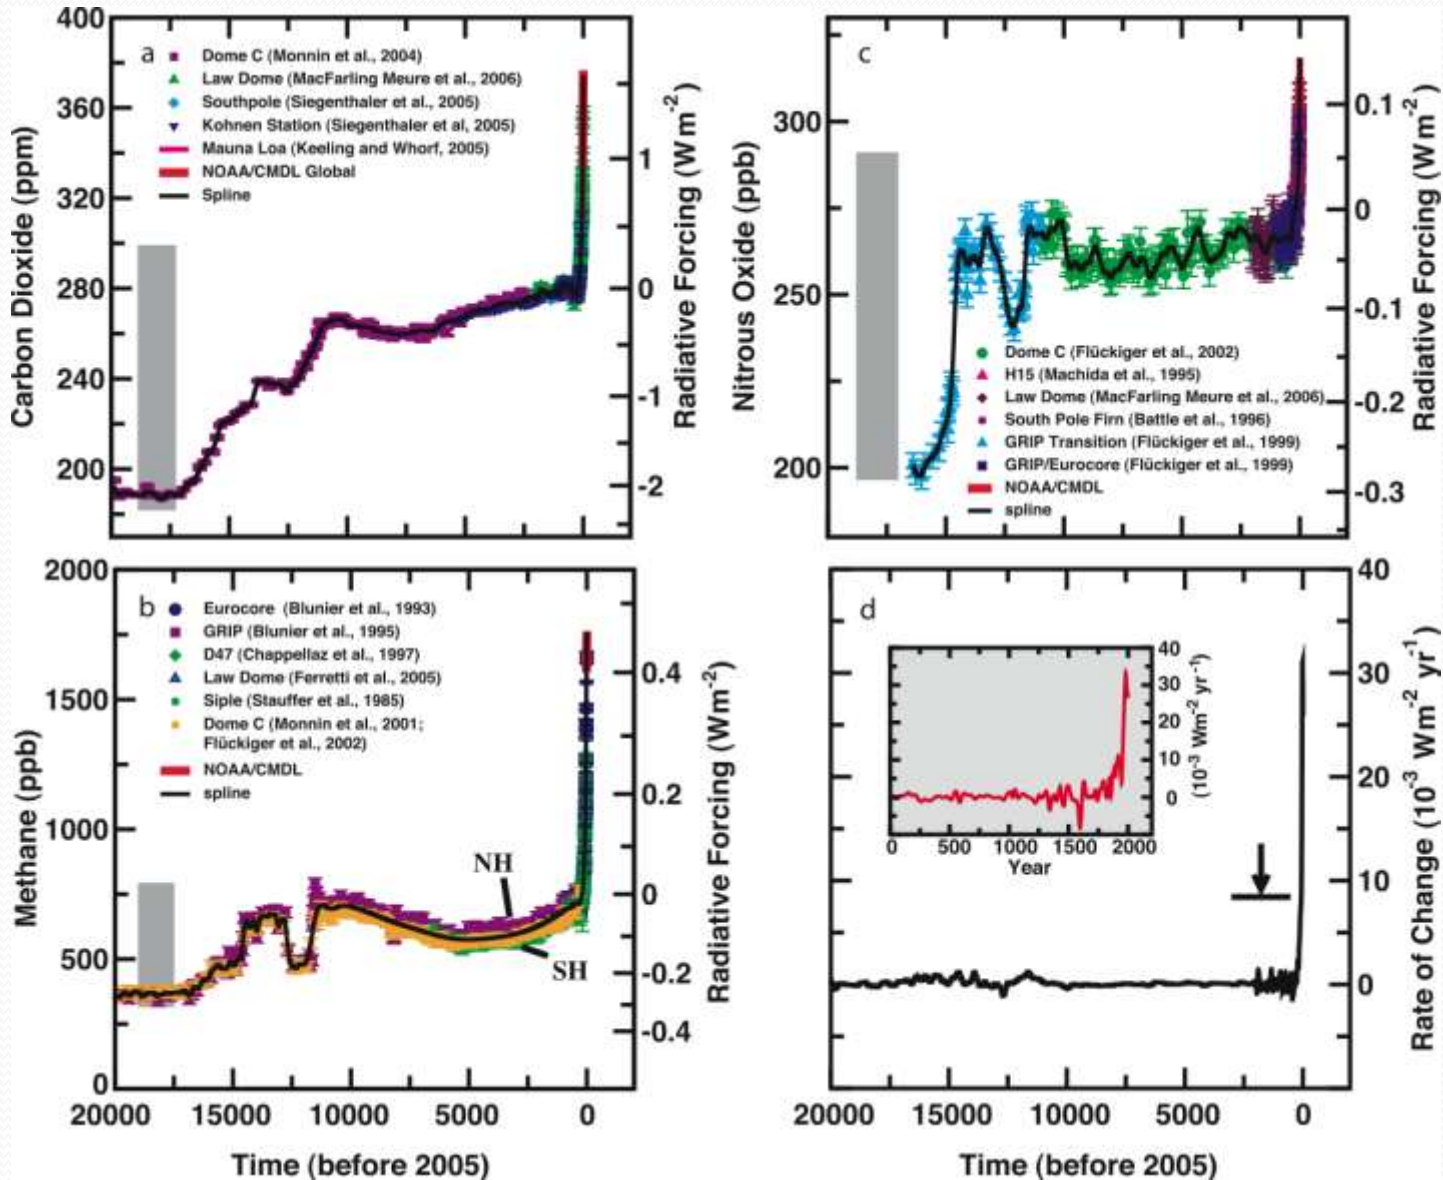 a
Dome C (Monnin et al., 2004)
Law Dome (MacFarling Meure et al., 2006)
Southpole (Siegenthaler et al., 2005)
Kohnen Station (Siegenthaler et al, 2005)
Mauna Loa (Keeling and Whorf, 2005)
NOAA/CMDL Global
Spline
Carbon Dioxide (ppm)
400
360
320
280
240
200
1
0
-1
-2
Radiative Forcing (Wm-2)
c
Nitrous Oxide (ppb)
300
250
200
Dome C (Flückiger et al., 2002)
H15 (Machida et al., 1995)
Law Dome (MacFarling Meure et al., 2006)
South Pole Firn (Battle et al., 1996)
GRIP Transition (Flückiger et al., 1999)
GRIP/Eurocore (Flückiger et al., 1999)
NOAA/CMDL
spline
0.1
0
-0.1
-0.2
-0.3
Radiative Forcing (Wm-2)
b
Eurocore (Blunier et al., 1993)
GRIP (Blunier et al., 1995)
D47 (Chappellaz et al., 1997)
Law Dome (Ferretti et al., 2005)
Siple (Stauffer et al., 1985)
Dome C (Monnin et al., 2001;
Flückiger et al., 2002)
NOAA/CMDL
spline
Methane (ppb)
2000
1500
1000
500
0
NH
SH
0.4
0.2
0
-0.2
-0.4
Radiative Forcing (Wm-2)
20000 15000 10000 5000 0
Time (before 2005)
d
40
30
20
10
0
(10-3 Wm-2 yr-1)
0 500 1000 1500 2000
Year
40
30
20
10
0
Rate of Change (10-3 Wm-2 yr-1)
20000 15000 10000 5000 0
Time (before 2005)